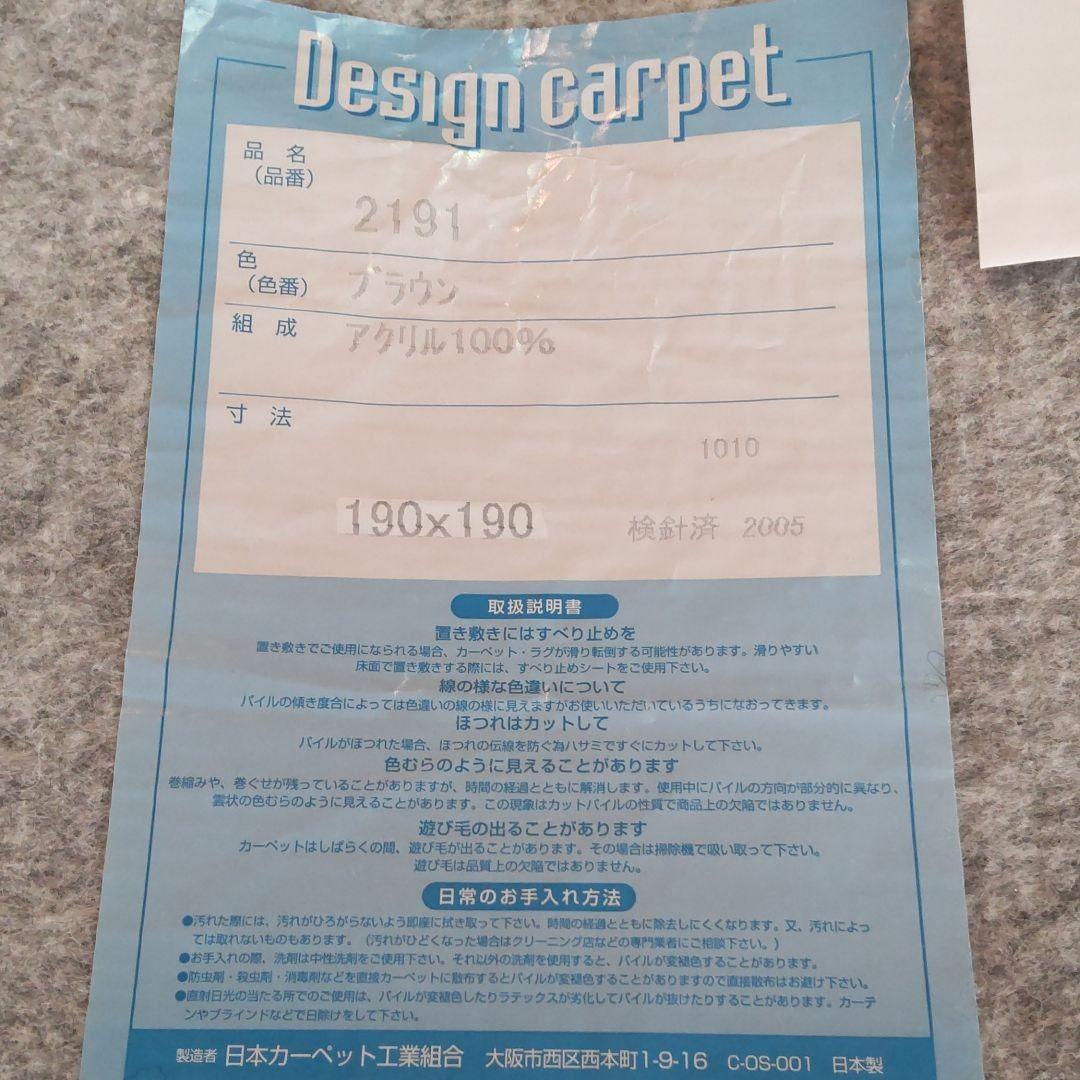 Design carpet
品 名
(品番)
2191
色
(色番)
ブラウン
組 成
アクリル100%
寸 法
1010
190x190
検針済 2005
取扱説明書
置き敷きにはすべり止めを
置き敷きでご使用になられる場合、カーペット・ラグが滑り転倒する可能性があります。滑りやすい
床面で置き敷きする際には、すべり止めシートをご使用下さい。
線の様な色違いについて
パイルの傾き度合によっては色違いの線の様に見えますがお使いいただいているうちになおってきます。
ほつれはカットして
パイルがほつれた場合、ほつれの伝線を防ぐ為ハサミですぐにカットして下さい。
色むらのように見えることがあります
巻縮みや、巻ぐせが残っていることがありますが、時間の経過とともに解消します。使用中にパイルの方向が部分的に異なり、
雲状の色むらのように見えることがあります。この現象はカットパイルの性質で商品上の欠陥ではありません。
遊び毛の出ることがあります
カーペットはしばらくの間、遊び毛が出ることがあります。その場合は掃除機で吸い取って下さい。
遊び毛は品質上の欠陥ではありません。
日常のお手入れ方法
●汚れた際には、汚れがひろがらないよう即座に拭き取って下さい。時間の経過とともに除去しにくくなります。又、汚れによっ
ては取れないものもあります。(汚れがひどくなった場合はクリーニング店などの専門業者にご相談下さい。)
●お手入れの際、洗剤は中性洗剤をご使用下さい。それ以外の洗剤を使用すると、パイルが変褪色することがあります。
●防虫剤・殺虫剤・消毒剤などを直接カーペットに散布するとパイルが変褪色することがありますので直接散布はお避け下さい。
●直射日光の当たる所でのご使用は、パイルが変褪色したりラテックスが劣化してパイルが抜けたりすることがあります。カーテ
ンやブラインドなどで日除けをして下さい。
製造者 日本カーペット工業組合 大阪市西区西本町1-9-16 C-OS-001 日本製